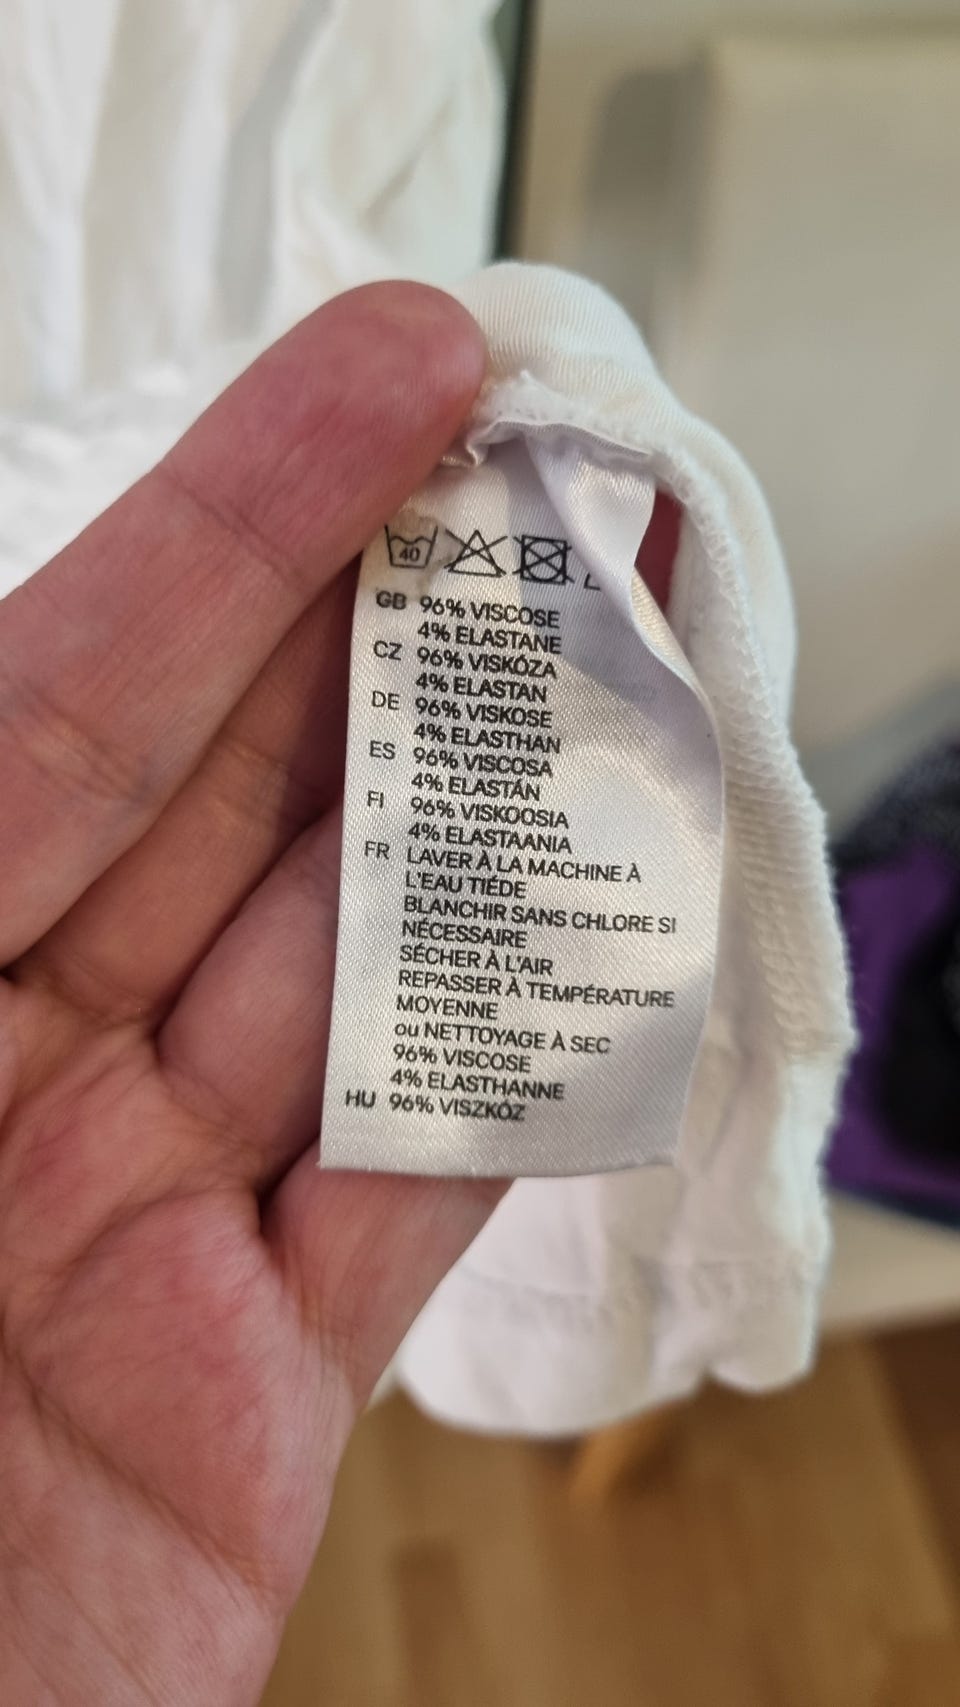 40
GB 96% VISCOSE
4% ELASTANE
CZ 96% VISKÓZA
4% ELASTAN
DE 96% VISKOSE
4% ELASTHAN
ES 96% VISCOSA
4% ELASTÁN
FI 96% VISKOOSIA
4% ELASTAANIA
FR LAVER À LA MACHINE À
L'EAU TIÉDE
BLANCHIR SANS CHLORE SI
NÉCESSAIRE
SÉCHER À L'AIR
REPASSER À TEMPÉRATURE
MOYENNE
ou NETTOYAGE À SEC
96% VISCOSE
4% ELASTHANNE
HU 96% VISZKÓZ